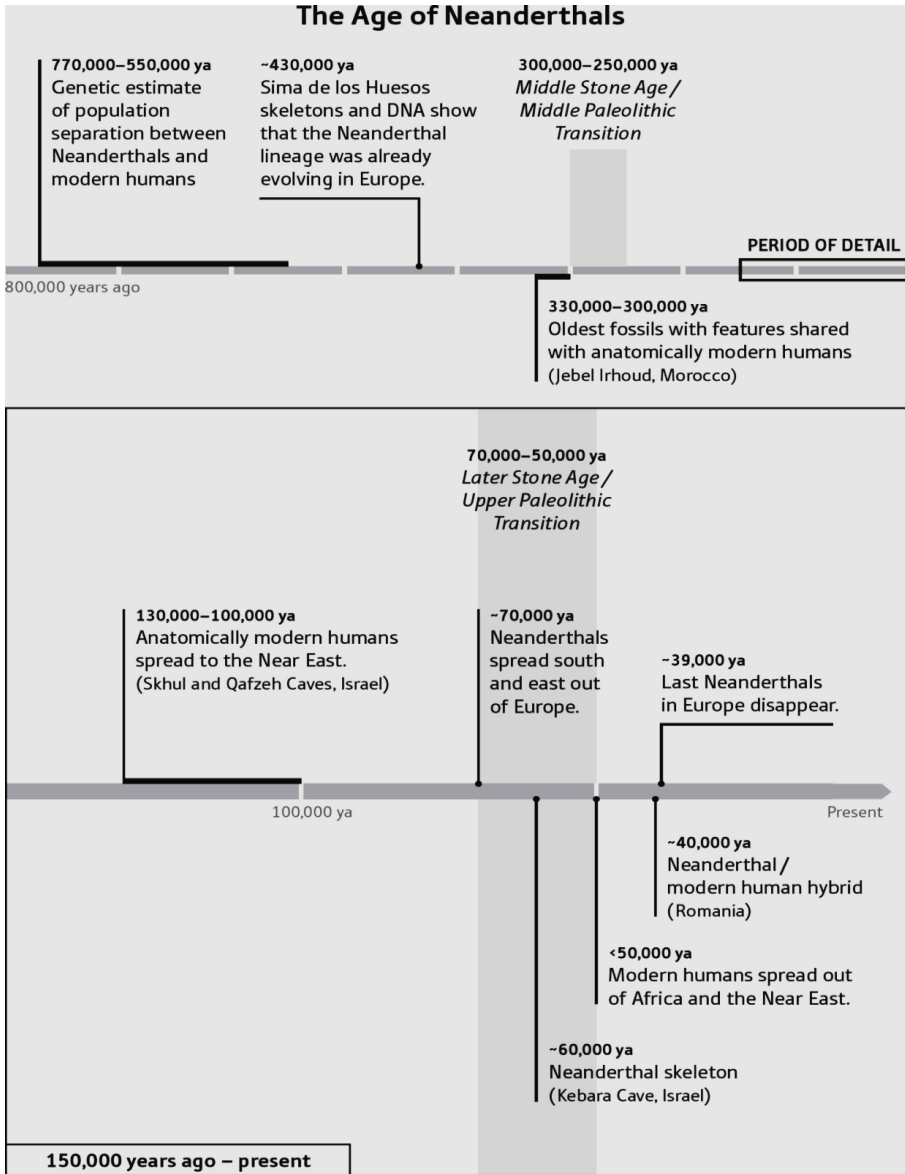 The Age of Neanderthals
770,000–550,000 ya
Genetic estimate
of population
separation between
Neanderthals and
modern humans
~430,000 ya
Sima de los Huesos
skeletons and DNA show
that the Neanderthal
lineage was already
evolving in Europe.
300,000–250,000 ya
Middle Stone Age /
Middle Paleolithic
Transition
PERIOD OF DETAIL
800,000 years ago
330,000–300,000 ya
Oldest fossils with features shared
with anatomically modern humans
(Jebel Irhoud, Morocco)
70,000–50,000 ya
Later Stone Age /
Upper Paleolithic
Transition
130,000–100,000 ya
Anatomically modern humans
spread to the Near East.
(Skhul and Qafzeh Caves, Israel)
~70,000 ya
Neanderthals
spread south
and east out
of Europe.
~39,000 ya
Last Neanderthals
in Europe disappear.
100,000 ya
Present
~40,000 ya
Neanderthal /
modern human hybrid
(Romania)
<50,000 ya
Modern humans spread out
of Africa and the Near East.
~60,000 ya
Neanderthal skeleton
(Kebara Cave, Israel)
150,000 years ago – present